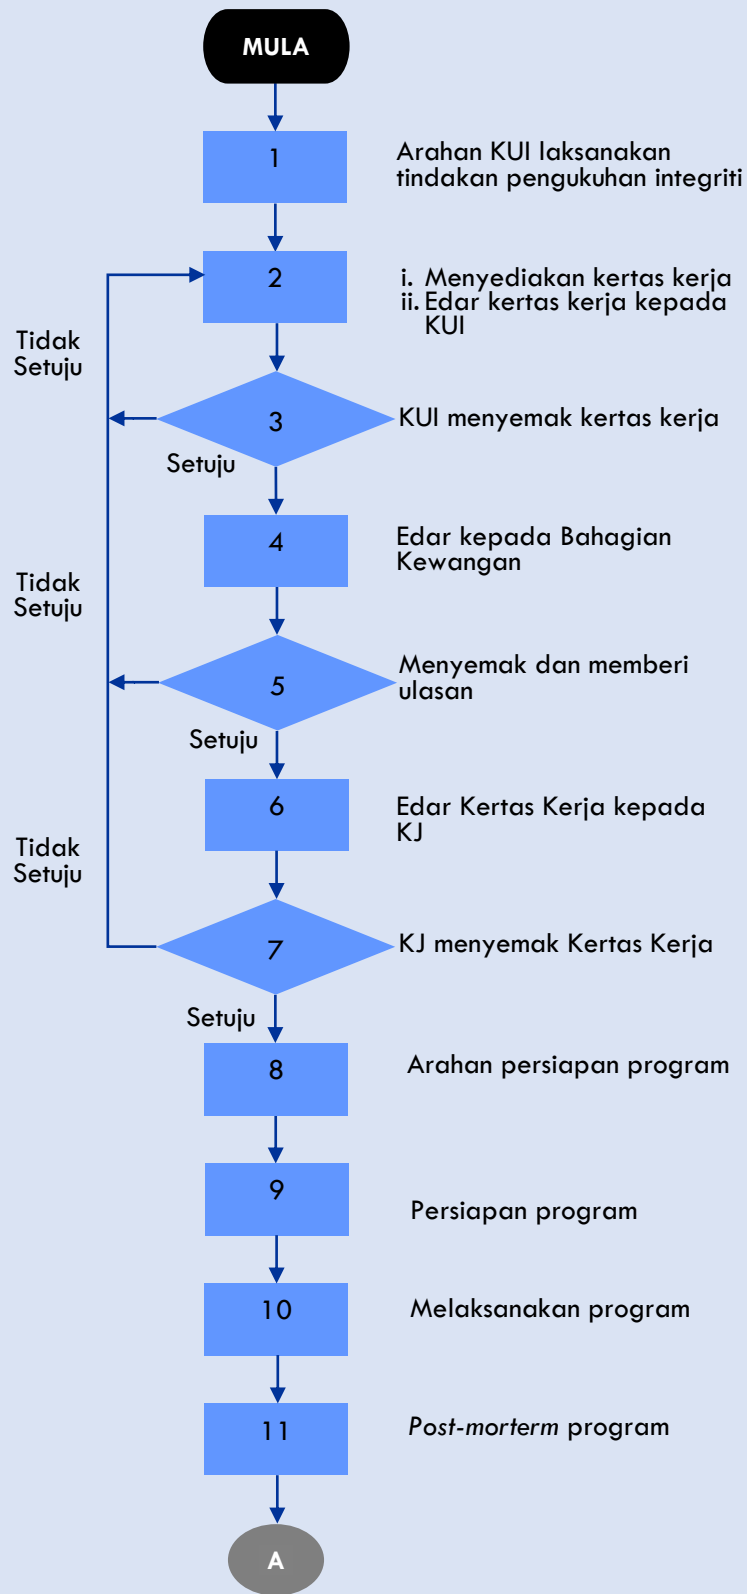 MULA
1
Arahan KUI laksanakan
tindakan pengukuhan integriti
2
i. Menyediakan kertas kerja
ii. Edar kertas kerja kepada
KUI
Tidak
Setuju
3
KUI menyemak kertas kerja
Setuju
4
Edar kepada Bahagian
Kewangan
Tidak
Setuju
5
Menyemak dan memberi
ulasan
Setuju
6
Edar Kertas Kerja kepada
KJ
Tidak
Setuju
7
KJ menyemak Kertas Kerja
Setuju
8
Arahan persiapan program
9
Persiapan program
10
Melaksanakan program
11
Post-morterm program
A